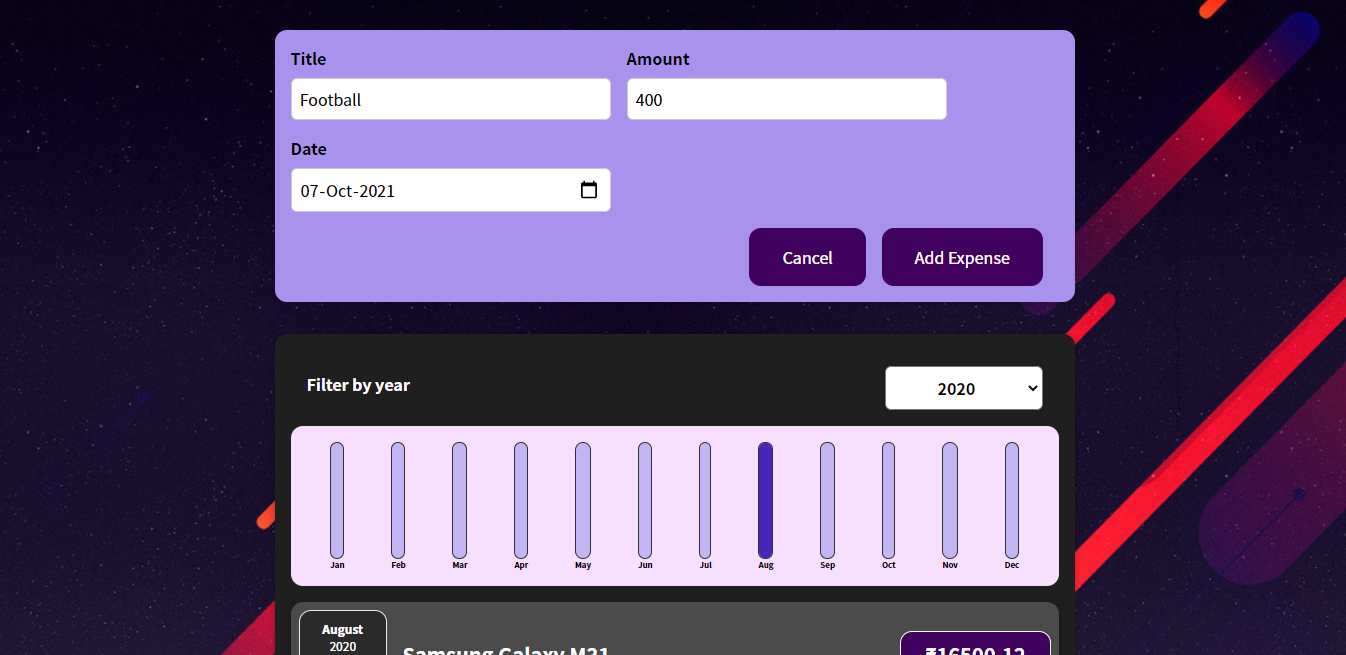 Title Amount
Football 400
Date
07-Oct-2021
Cancel Add Expense
Filter by year 2020
Jan Feb Mar Apr May Jun Jul Aug Sep Oct Nov Dec
August
2020
Samsung Galaxy M31 ₹16500.12